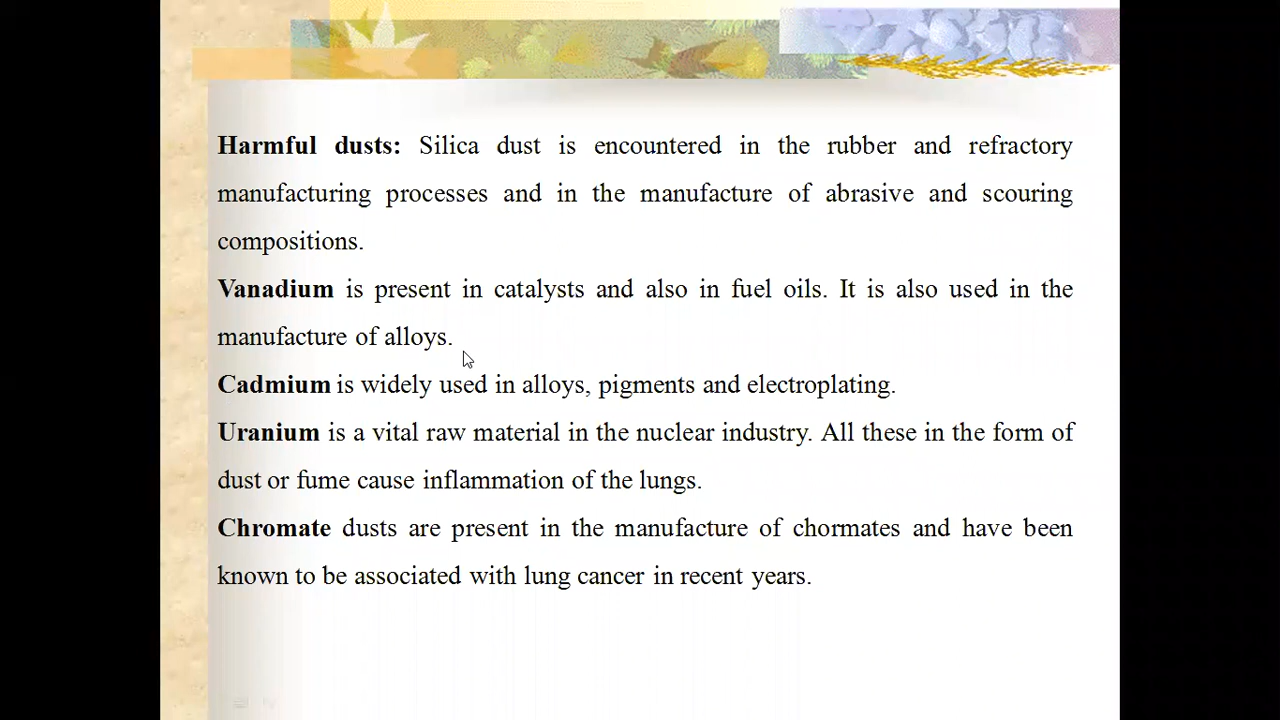 Harmful dusts: Silica dust is encountered in the rubber and refractory
manufacturing processes and in the manufacture of abrasive and scouring
compositions.
Vanadium is present in catalysts and also in fuel oils. It is also used in the
manufacture of alloys.
Cadmium is widely used in alloys, pigments and electroplating.
Uranium is a vital raw material in the nuclear industry. All these in the form of
dust or fume cause inflammation of the lungs.
Chromate dusts are present in the manufacture of chormates and have been
known to be associated with lung cancer in recent years.